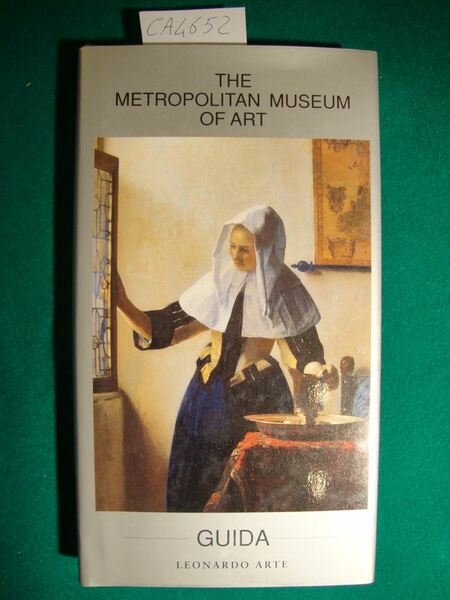 CA4652
THE
METROPOLITAN MUSEUM
OF ART
GUIDA
LEONARDO ARTE